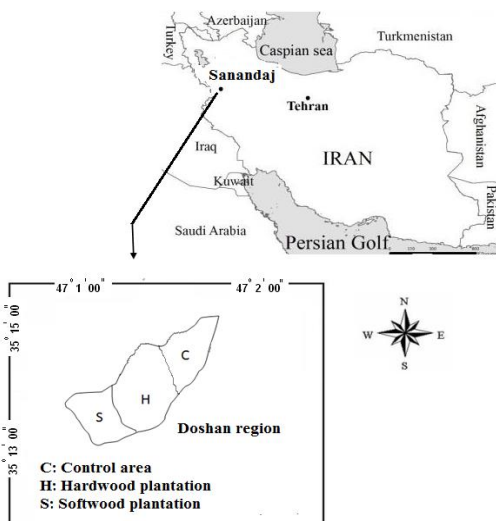 Azerbaijan
Turkey
Caspian sea
Turkmenistan
Sanandaj
Tehran
Afghanistan
Iraq
IRAN
Kuwait
Pakistan
Saudi Arabia
Persian Golf
47° 1' 00"
47° 2' 00"
35° 15' 00"
C
H
S
35° 13' 00"
Doshan region
C: Control area
H: Hardwood plantation
S: Softwood plantation
N
W
E
S